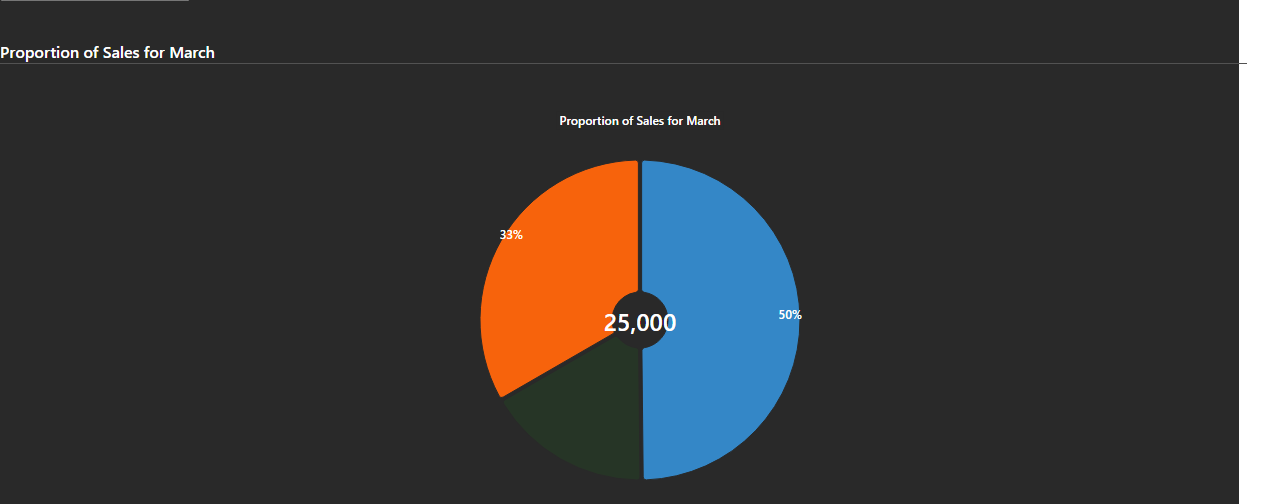 Proportion of Sales for March
Proportion of Sales for March
33%
50%
25,000